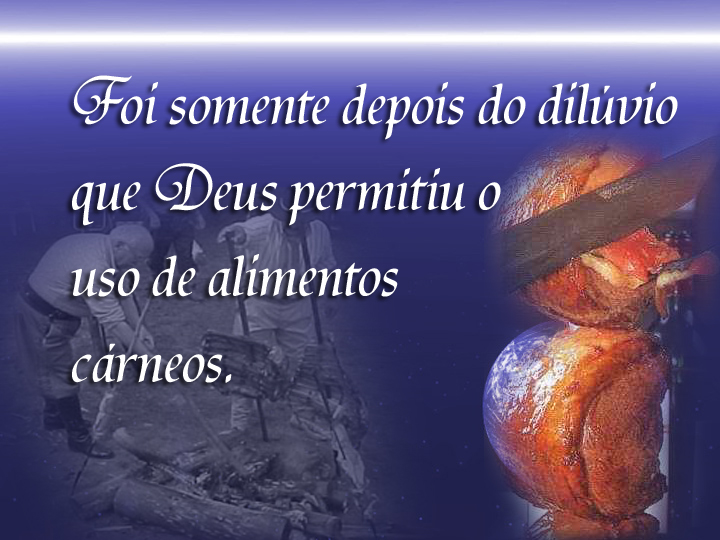 Foi somente depois do dilúvio
que Deus permitiu o
uso de alimentos
cárneos.